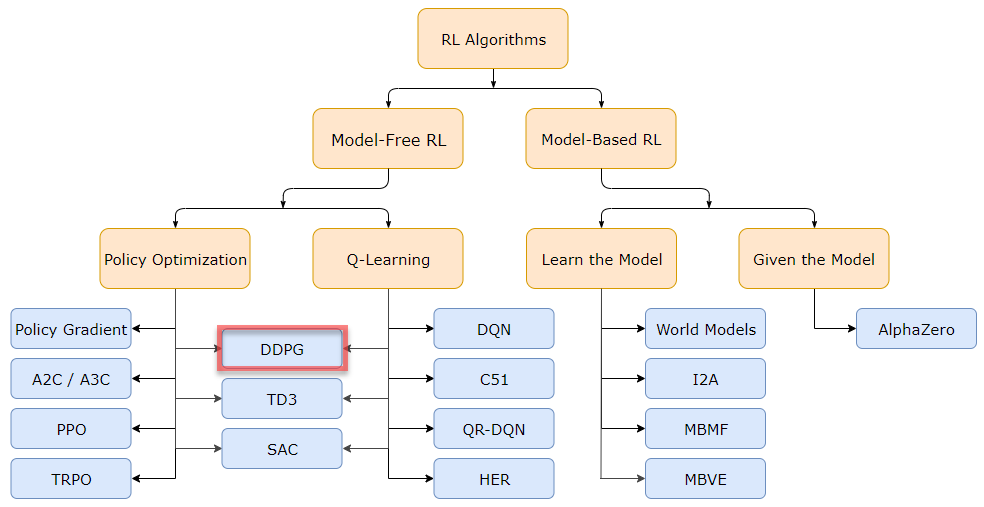 RL Algorithms
Model-Free RL
Model-Based RL
Policy Optimization
Q-Learning
Learn the Model
Given the Model
Policy Gradient
DDPG
DQN
World Models
AlphaZero
A2C / A3C
TD3
C51
I2A
PPO
SAC
QR-DQN
MBMF
TRPO
HER
MBVE